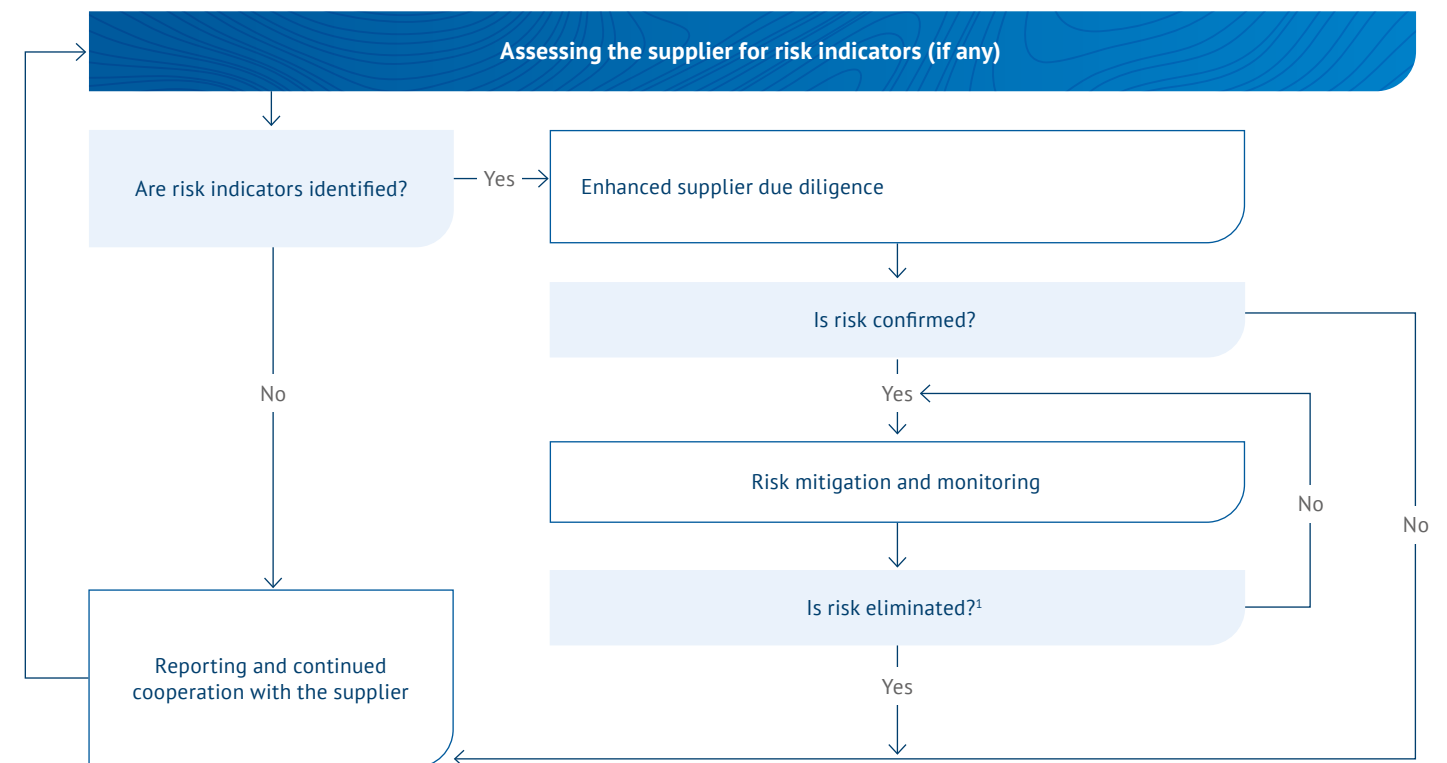 Assessing the supplier for risk indicators (if any)
Are risk indicators identified?
Yes
Enhanced supplier due diligence
Is risk confirmed?
No
Yes
Risk mitigation and monitoring
No
No
Is risk eliminated?¹
Reporting and continued
cooperation with the supplier
Yes